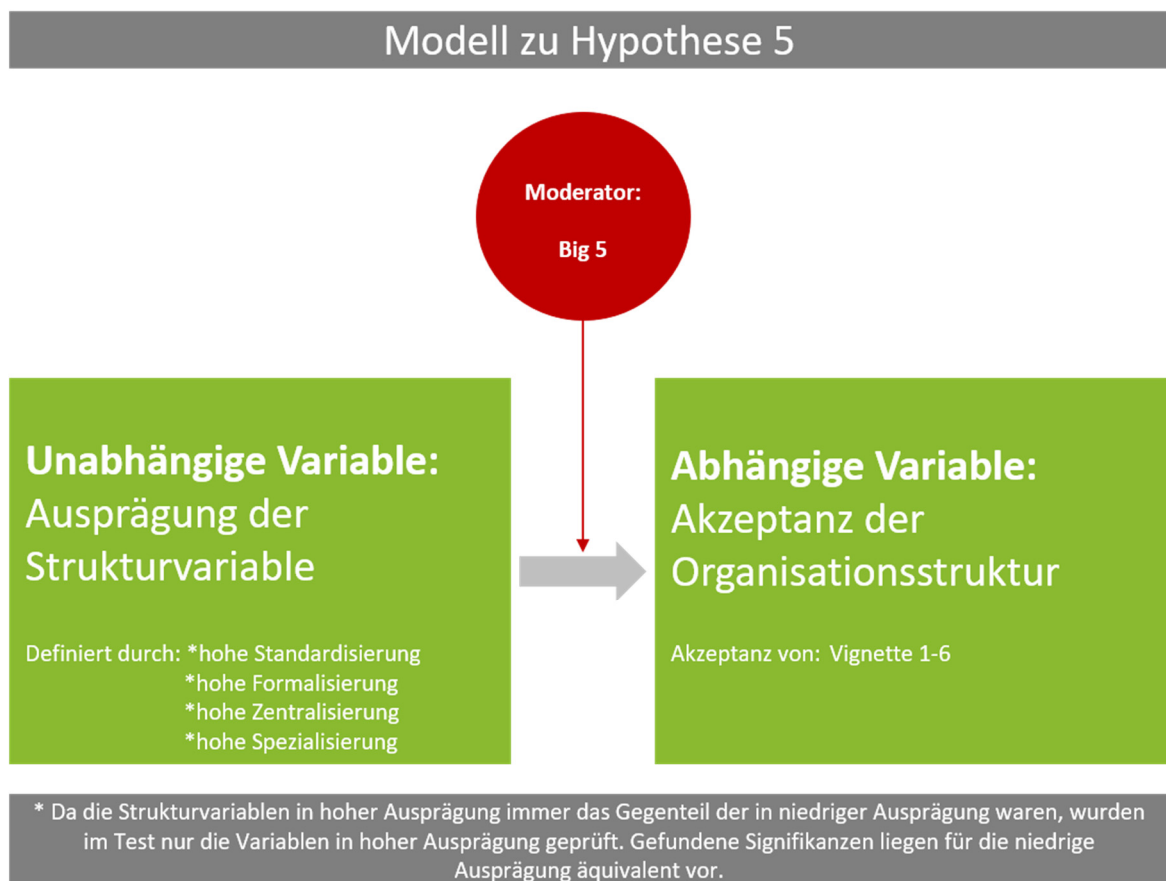 Modell zu Hypothese 5
Moderator:
Big 5
Unabhängige Variable:
Ausprägung der
Strukturvariable
Definiert durch: *hohe Standardisierung
*hohe Formalisierung
*hohe Zentralisierung
*hohe Spezialisierung
Abhängige Variable:
Akzeptanz der
Organisationsstruktur
Akzeptanz von: Vignette 1-6
* Da die Strukturvariablen in hoher Ausprägung immer das Gegenteil der in niedriger Ausprägung waren, wurden
im Test nur die Variablen in hoher Ausprägung geprüft. Gefundene Signifikanzen liegen für die niedrige
Ausprägung äquivalent vor.